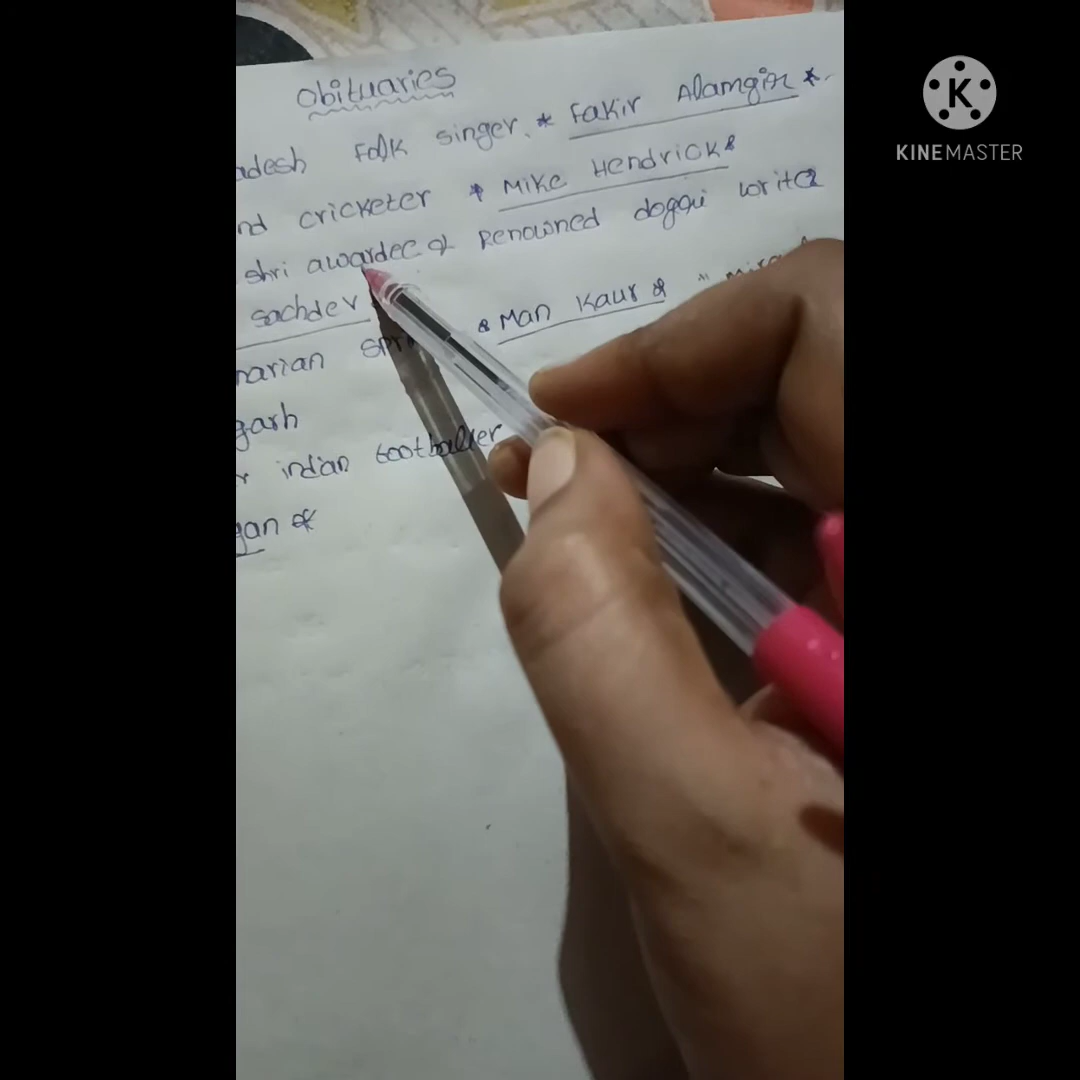 Obituaries
adesh Folk singer. * Fakir Alamgir *.
nd cricketer * Mike Hendrick *
shri awardee & Renowned dogri write
sachdev
narian * Man Kaur *
garh
r indian footballer
gan *
K
KINEMASTER